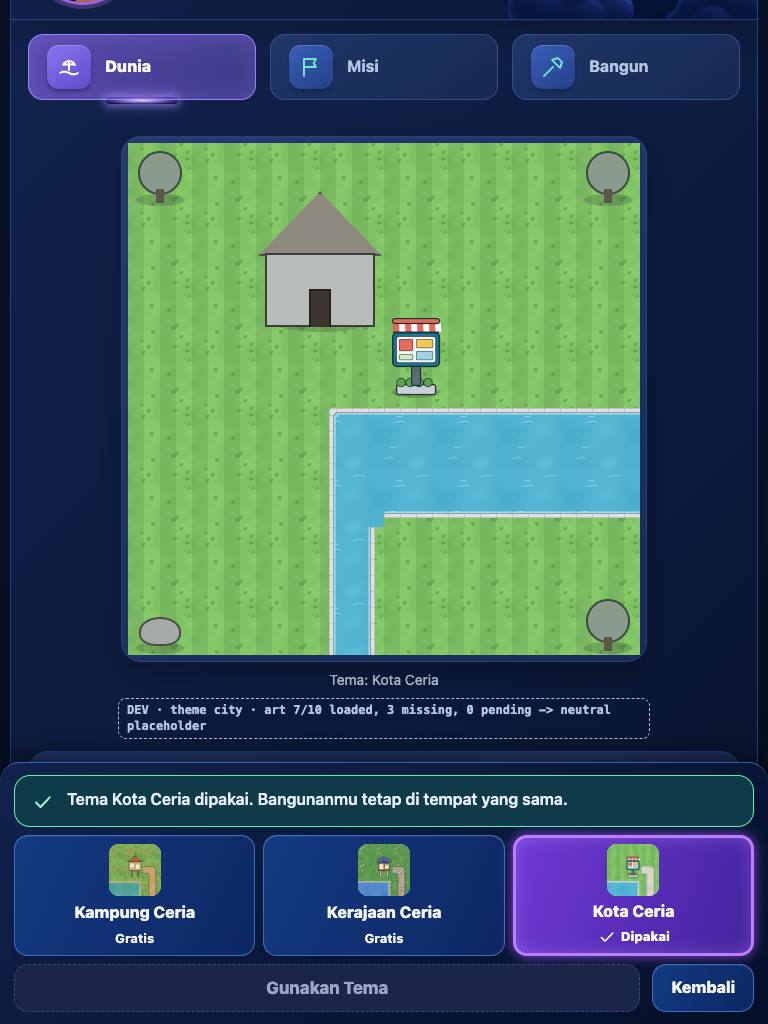 Dunia
Misi
Bangun
Tema: Kota Ceria
DEV · theme city · art 7/10 loaded, 3 missing, 0 pending —> neutral
placeholder
Tema Kota Ceria dipakai. Bangunanmu tetap di tempat yang sama.
Kampung Ceria
Gratis
Kerajaan Ceria
Gratis
Kota Ceria
Dipakai
Gunakan Tema
Kembali